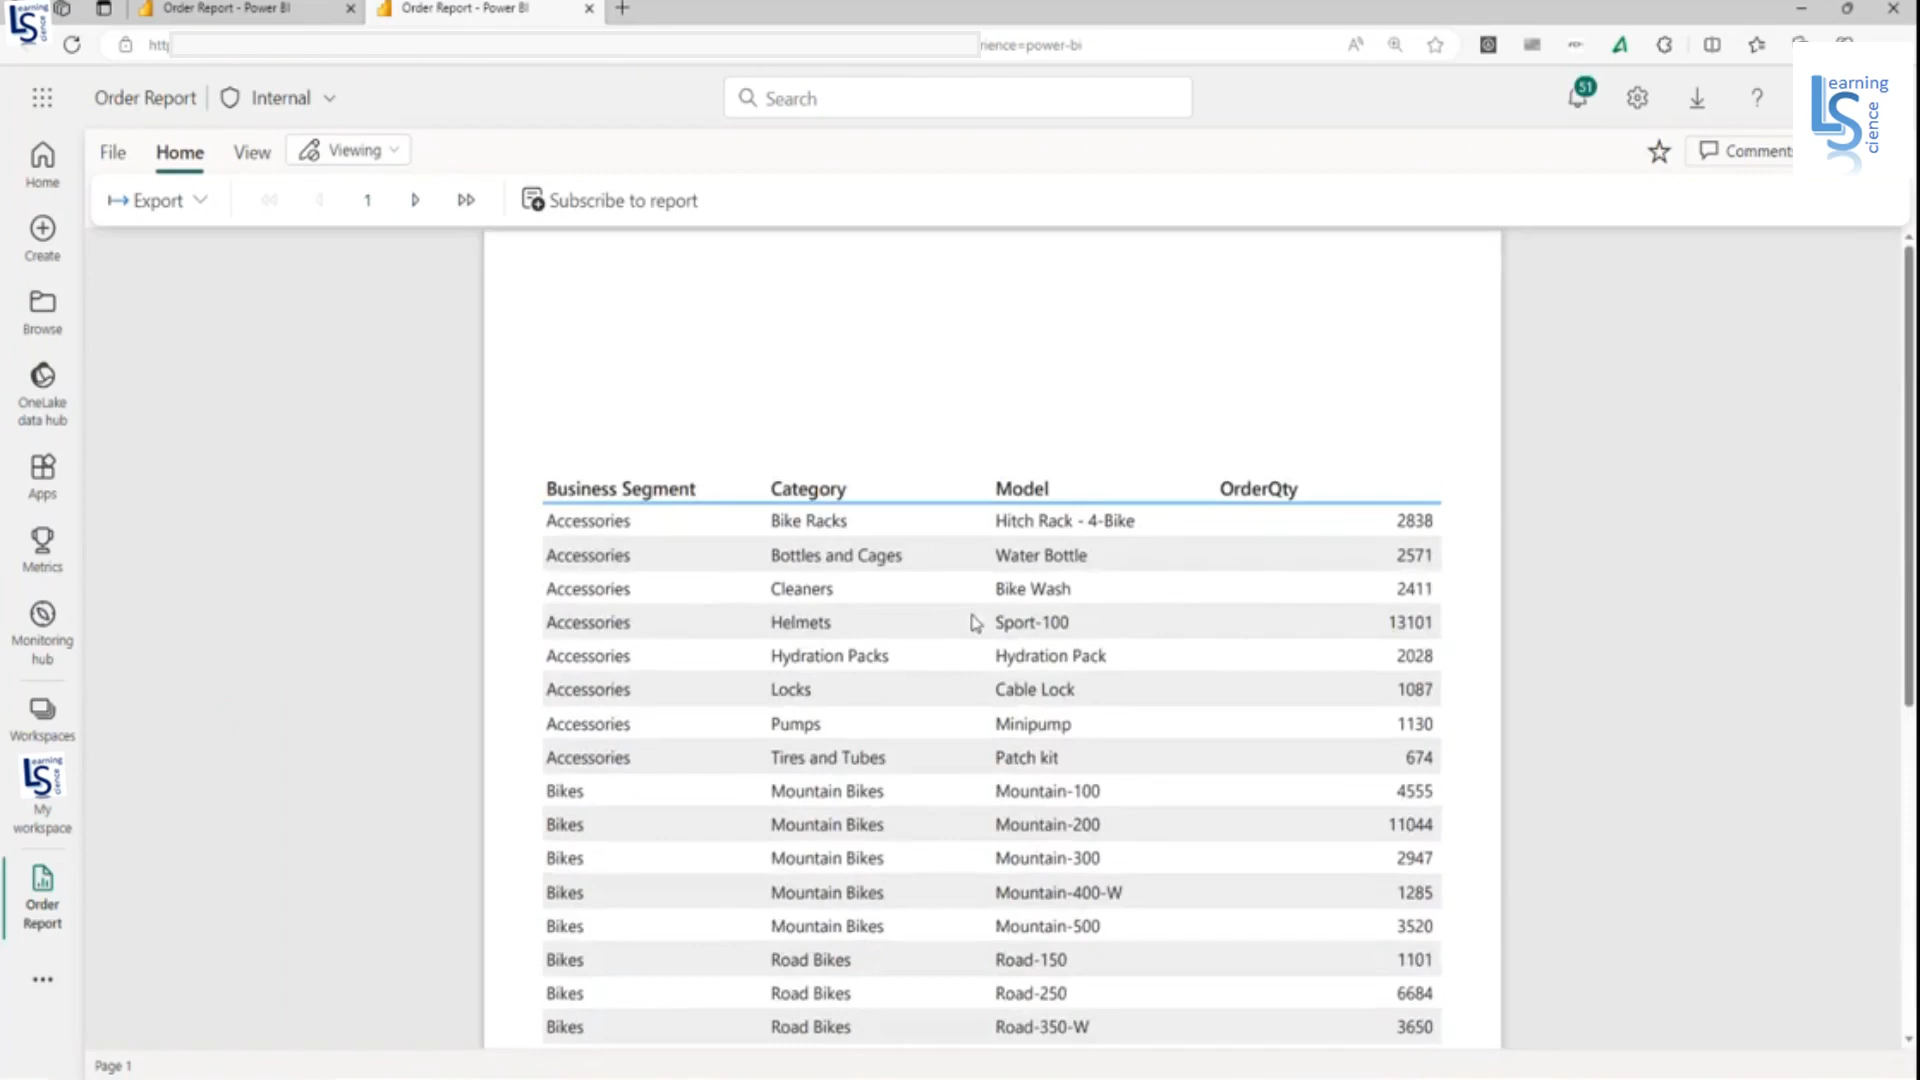 Order Report - Power BI
Order Report - Power BI
rience=power-bi
Order Report
Internal
Search
51
Learning
Science
File
Home
View
Viewing
Export
1
Subscribe to report
Home
Create
Browse
OneLake
data hub
Apps
Metrics
Monitoring
hub
Workspaces
Learning
Science
My
workspace
Order
Report
Business Segment Category Model OrderQty
Accessories Bike Racks Hitch Rack - 4-Bike 2838
Accessories Bottles and Cages Water Bottle 2571
Accessories Cleaners Bike Wash 2411
Accessories Helmets Sport-100 13101
Accessories Hydration Packs Hydration Pack 2028
Accessories Locks Cable Lock 1087
Accessories Pumps Minipump 1130
Accessories Tires and Tubes Patch kit 674
Bikes Mountain Bikes Mountain-100 4555
Bikes Mountain Bikes Mountain-200 11044
Bikes Mountain Bikes Mountain-300 2947
Bikes Mountain Bikes Mountain-400-W 1285
Bikes Mountain Bikes Mountain-500 3520
Bikes Road Bikes Road-150 1101
Bikes Road Bikes Road-250 6684
Bikes Road Bikes Road-350-W 3650
Page 1